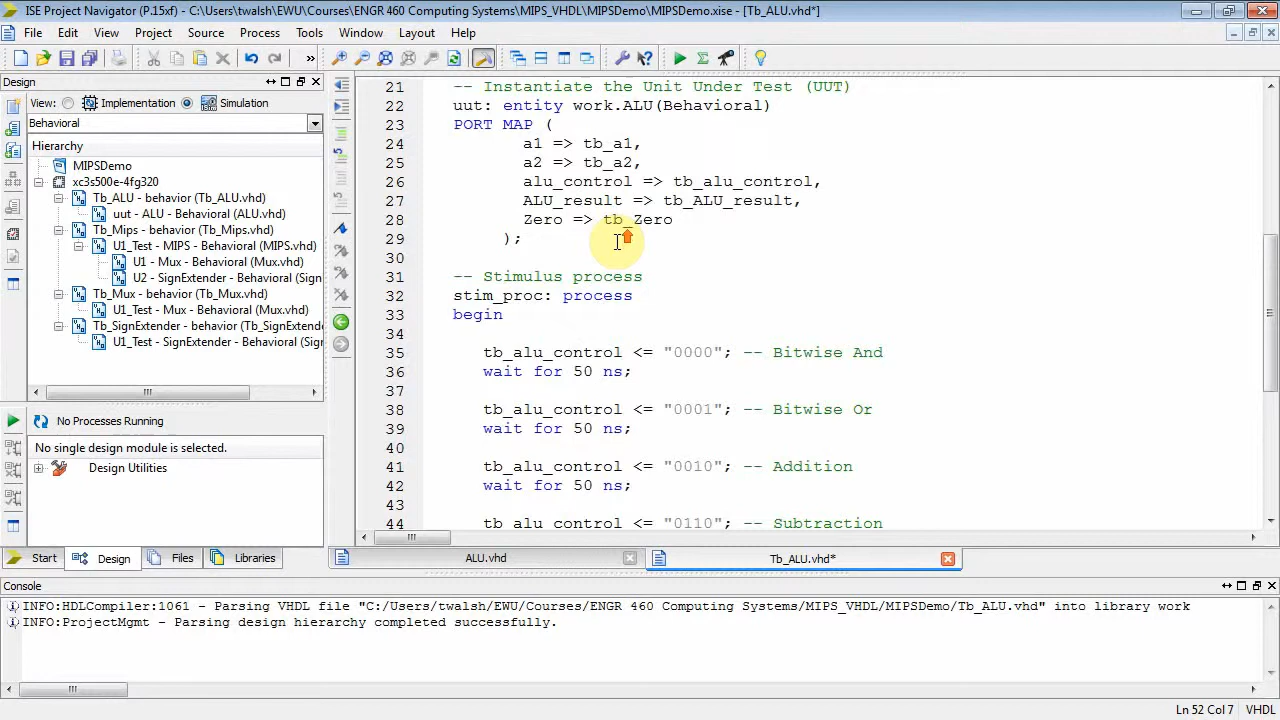 ISE Project Navigator (P.15xf) - C:\Users\twalsh\EWU\Courses\ENGR 460 Computing Systems\MIPS_VHDL\MIPSDemo\MIPSDemo.xise - [Tb_ALU.vhd*]
File Edit View Project Source Process Tools Window Layout Help
»
Design
View: Implementation Simulation
Behavioral
Hierarchy
MIPSDemo
xc3s500e-4fg320
Tb_ALU - behavior (Tb_ALU.vhd)
uut - ALU - Behavioral (ALU.vhd)
Tb_Mips - behavior (Tb_Mips.vhd)
U1_Test - MIPS - Behavioral (MIPS.vhd)
U1 - Mux - Behavioral (Mux.vhd)
U2 - SignExtender - Behavioral (Sign
Tb_Mux - behavior (Tb_Mux.vhd)
U1_Test - Mux - Behavioral (Mux.vhd)
Tb_SignExtender - behavior (Tb_SignExtende
U1_Test - SignExtender - Behavioral (Sig
No Processes Running
No single design module is selected.
Design Utilities
Start Design Files Libraries
21 -- Instantiate the Unit Under Test (UUT)
22 uut: entity work.ALU(Behavioral)
23 PORT MAP (
24 a1 => tb_a1,
25 a2 => tb_a2,
26 alu_control => tb_alu_control,
27 ALU_result => tb_ALU_result,
28 Zero => tb_Zero
29 );
30
31 -- Stimulus process
32 stim_proc: process
33 begin
34
35 tb_alu_control <= "0000"; -- Bitwise And
36 wait for 50 ns;
37
38 tb_alu_control <= "0001"; -- Bitwise Or
39 wait for 50 ns;
40
41 tb_alu_control <= "0010"; -- Addition
42 wait for 50 ns;
43
44 tb_alu_control <= "0110"; -- Subtraction
ALU.vhd Tb_ALU.vhd*
Console
INFO:HDLCompiler:1061 - Parsing VHDL file "C:/Users/twalsh/EWU/Courses/ENGR 460 Computing Systems/MIPS_VHDL/MIPSDemo/Tb_ALU.vhd" into library work
INFO:ProjectMgmt - Parsing design hierarchy completed successfully.
Ln 52 Col 7 VHDL